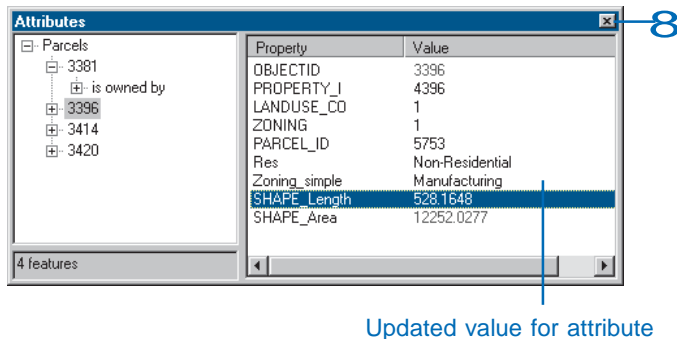 Attributes
8
Parcels
3381
is owned by
3396
3414
3420
4 features
Property Value
OBJECTID 3396
PROPERTY_I 4396
LANDUSE_CO 1
ZONING 1
PARCEL_ID 5753
Res Non-Residential
Zoning_simple Manufacturing
SHAPE_Length 528.1648
SHAPE_Area 12252.0277
Updated value for attribute